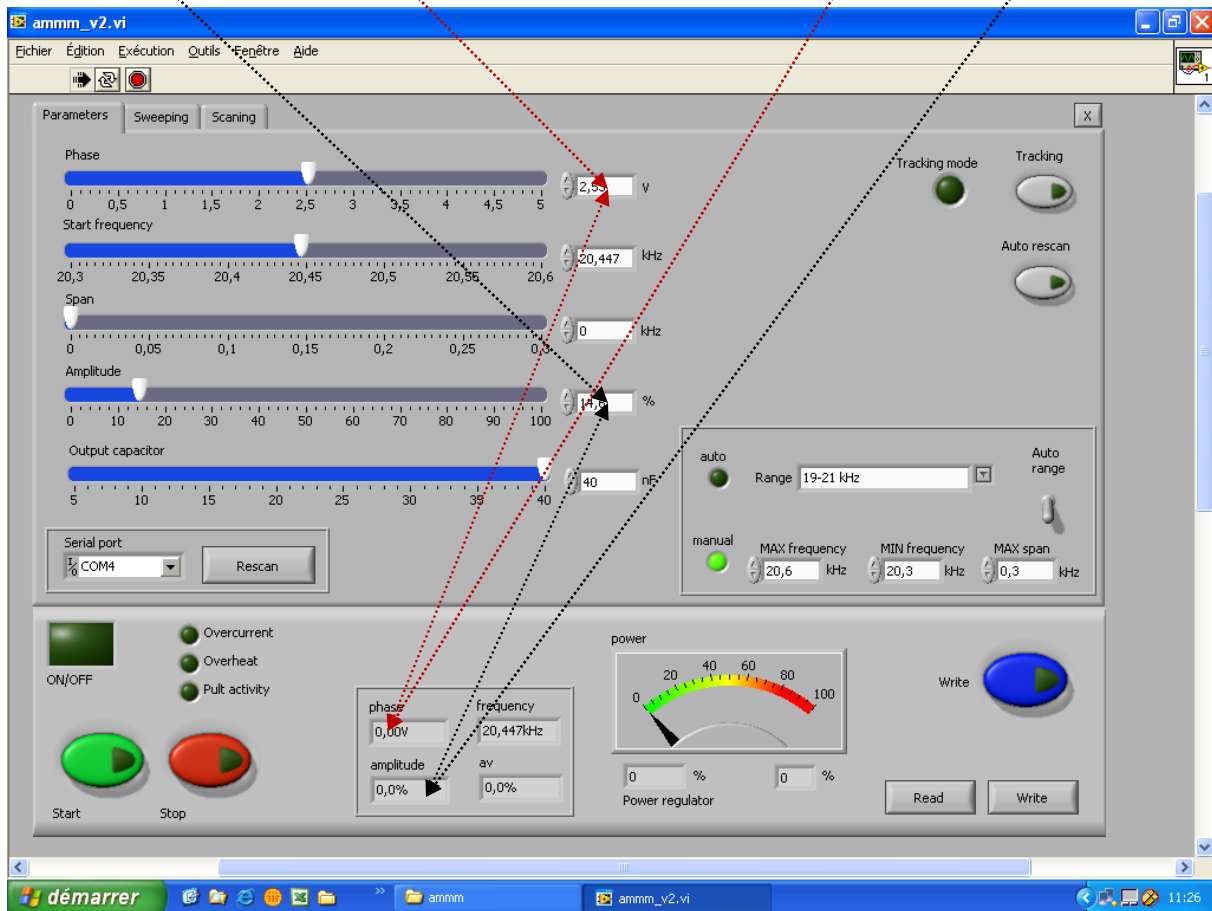 ammm_v2.vi
Fichier Édition Exécution Outils Fenêtre Aide
1
Parameters Sweeping Scaning X
Phase
0 0,5 1 1,5 2 2,5 3 3,5 4 4,5 5
V
Start frequency
20,3 20,35 20,4 20,45 20,5 20,55 20,6
20,447 kHz
Span
0 0,05 0,1 0,15 0,2 0,25 0,3
0 kHz
Amplitude
0 10 20 30 40 50 60 70 80 90 100
%
Output capacitor
5 10 15 20 25 30 35 40
40 nF
Serial port
COM4 Rescan
Tracking mode Tracking
Auto rescan
auto Range 19-21 kHz Auto range
manual
MAX frequency MIN frequency MAX span
20,6 kHz 20,3 kHz 0,3 kHz
ON/OFF
Overcurrent
Overheat
Pult activity
Start Stop
phase frequency
0,00V 20,447kHz
amplitude av
0,0% 0,0%
power
0 20 40 60 80 100
0 % 0 %
Power regulator
Write
Read Write
démarrer ammm ammm_v2.vi 11:26